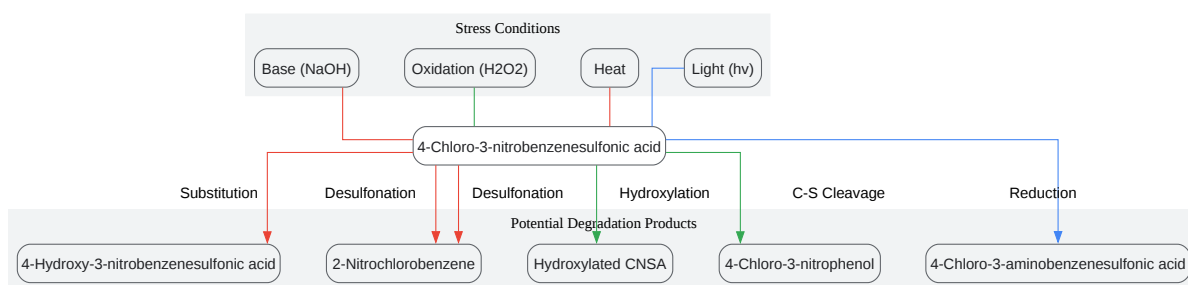 Stress Conditions
Base (NaOH)
Oxidation (H2O2)
Heat
Light (hv)
4-Chloro-3-nitrobenzenesulfonic acid
Substitution
Desulfonation
Desulfonation
Hydroxylation
C-S Cleavage
Reduction
Potential Degradation Products
4-Hydroxy-3-nitrobenzenesulfonic acid
2-Nitrochlorobenzene
Hydroxylated CNSA
4-Chloro-3-nitrophenol
4-Chloro-3-aminobenzenesulfonic acid